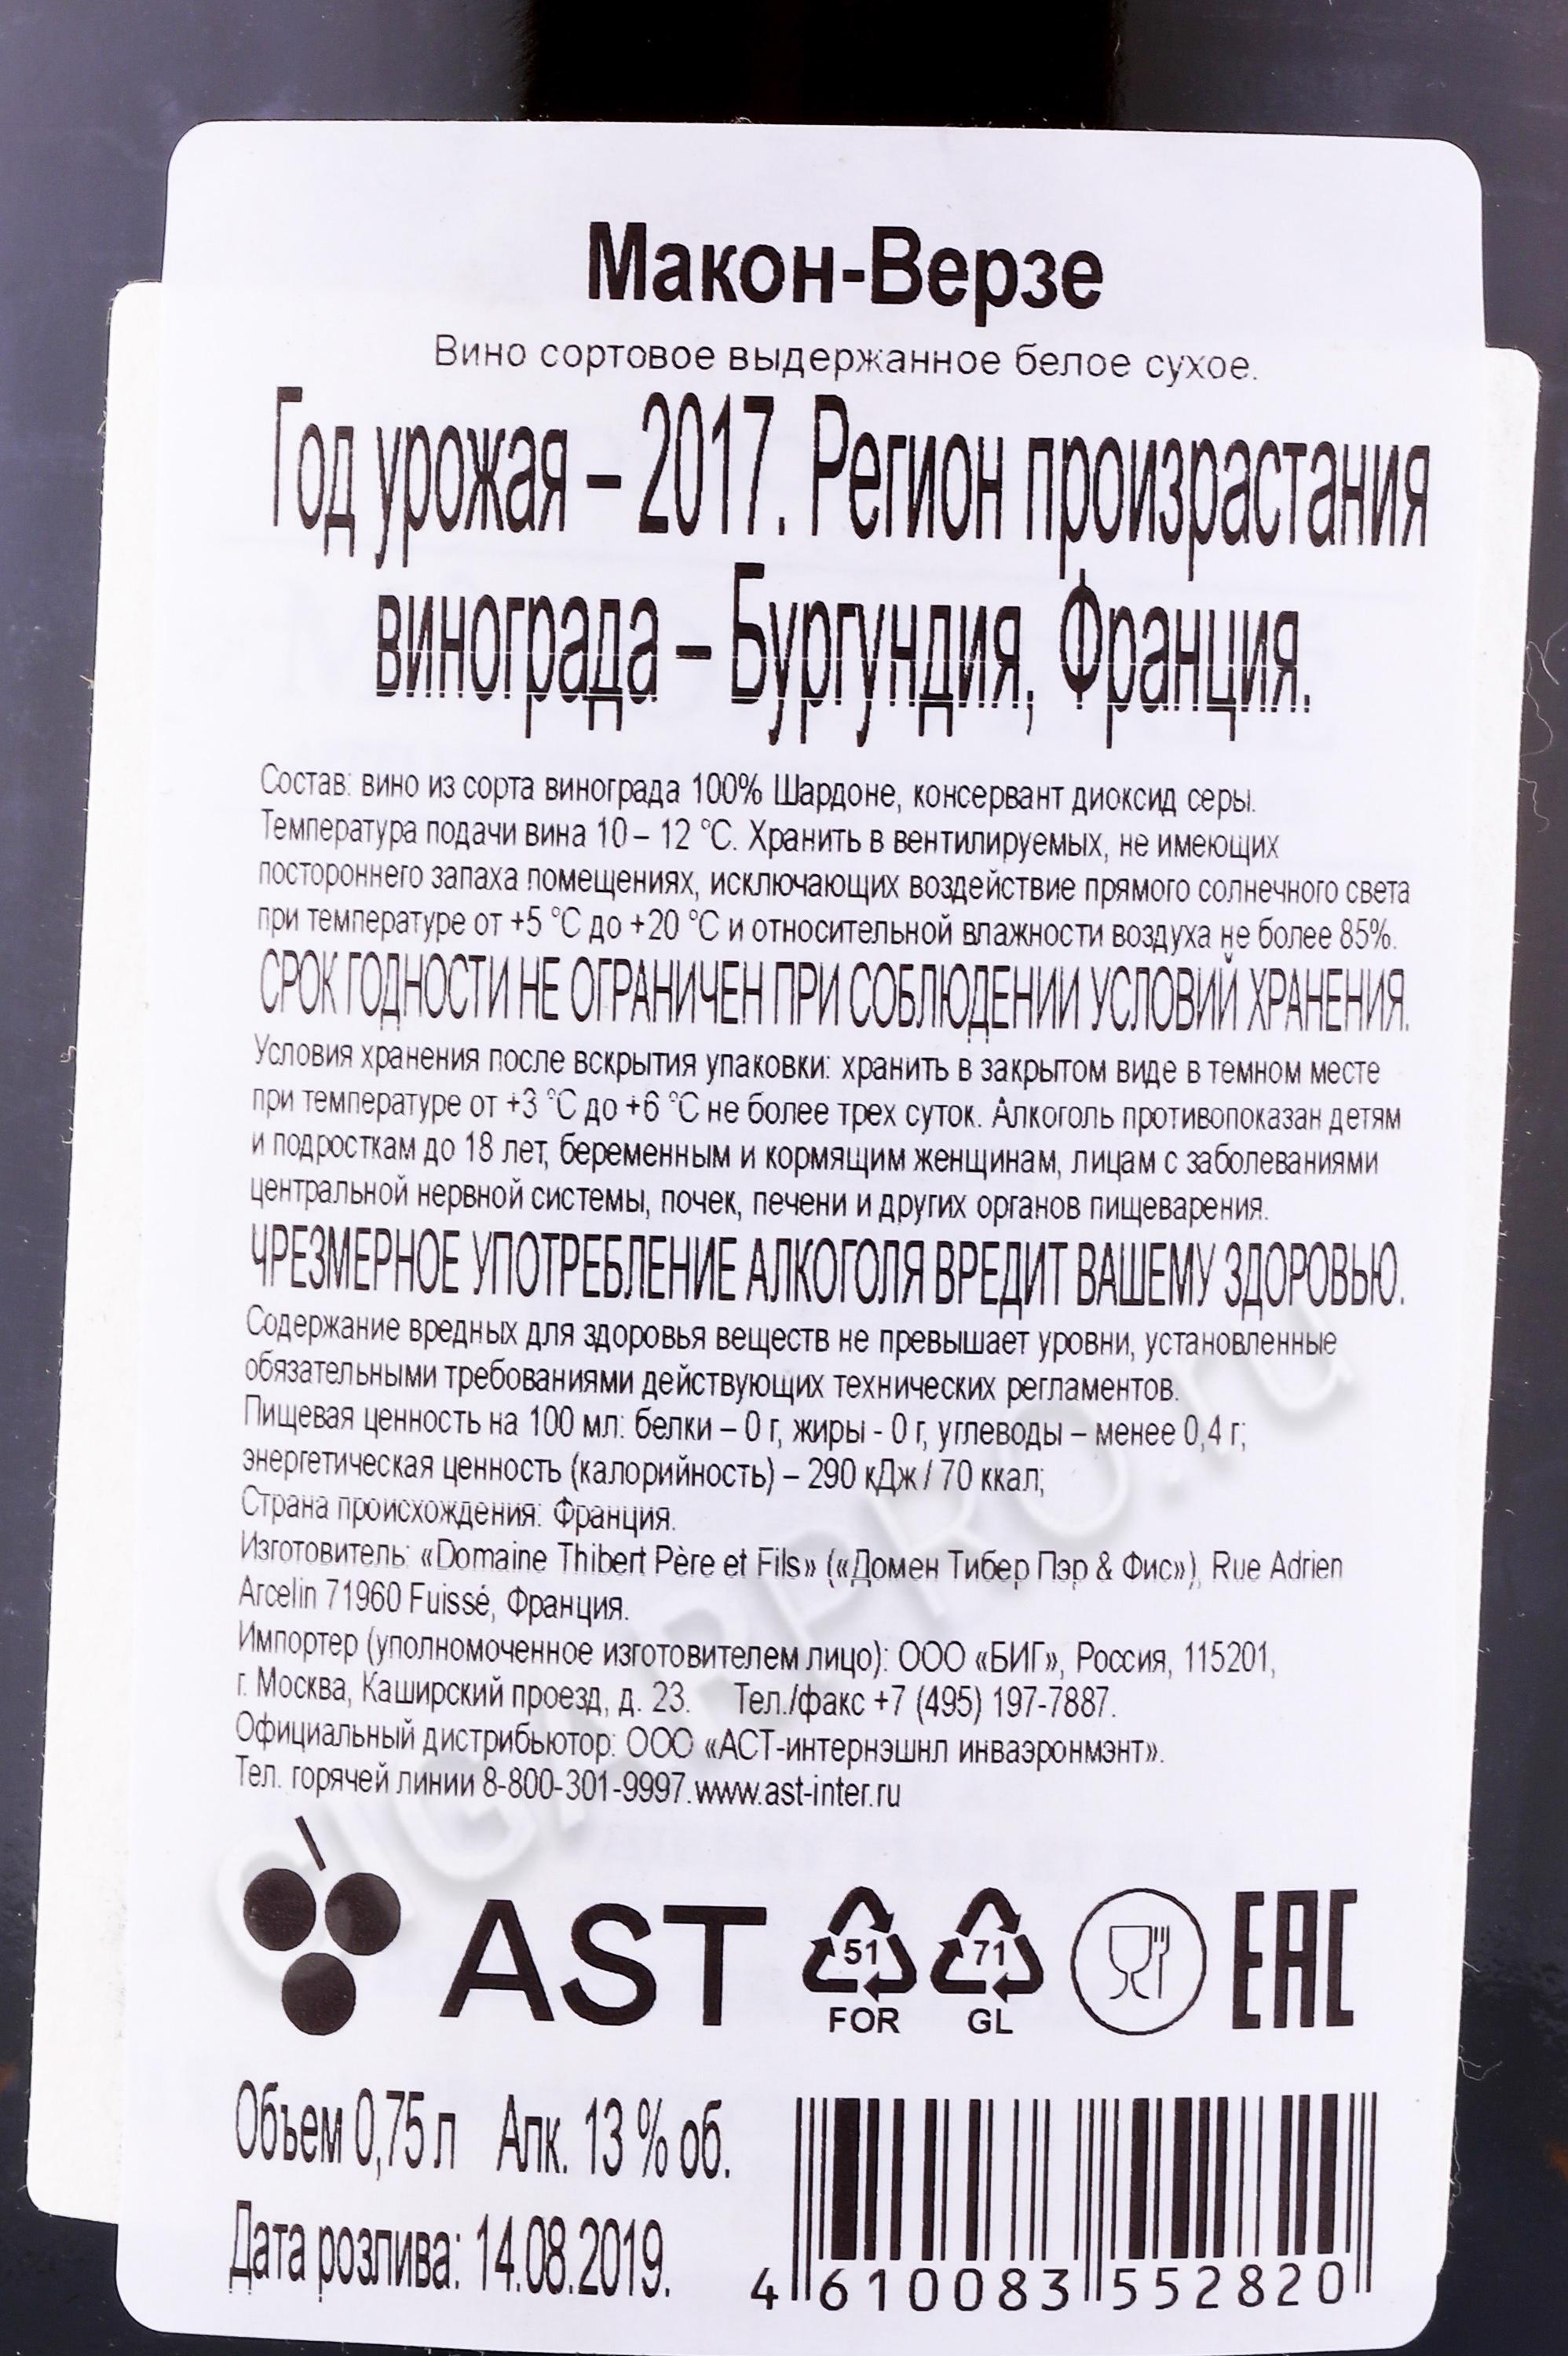 Макон-Верзе
Вино сортовое выдержанное белое сухое.
Год урожая – 2017. Регион произрастания
винограда – Бургундия, Франция.
Состав: вино из сорта винограда 100% Шардоне, консервант диоксид серы.
Температура подачи вина 10 – 12 °C. Хранить в вентилируемых, не имеющих
постороннего запаха помещениях, исключающих воздействие прямого солнечного света
при температуре от +5 °C до +20 °C и относительной влажности воздуха не более 85%.
СРОК ГОДНОСТИ НЕ ОГРАНИЧЕН ПРИ СОБЛЮДЕНИИ УСЛОВИЙ ХРАНЕНИЯ.
Условия хранения после вскрытия упаковки: хранить в закрытом виде в темном месте
при температуре от +3 °C до +6 °C не более трех суток. Алкоголь противопоказан детям
и подросткам до 18 лет, беременным и кормящим женщинам, лицам с заболеваниями
центральной нервной системы, почек, печени и других органов пищеварения.
ЧРЕЗМЕРНОЕ УПОТРЕБЛЕНИЕ АЛКОГОЛЯ ВРЕДИТ ВАШЕМУ ЗДОРОВЬЮ.
Содержание вредных для здоровья веществ не превышает уровни, установленные
обязательными требованиями действующих технических регламентов.
Пищевая ценность на 100 мл: белки – 0 г, жиры - 0 г, углеводы – менее 0,4 г;
энергетическая ценность (калорийность) – 290 кДж / 70 ккал;
Страна происхождения: Франция.
Изготовитель: «Domaine Thibert Père et Fils» («Домен Тибер Пэр & Фис»), Rue Adrien
Arcelin 71960 Fuissé, Франция.
Импортер (уполномоченное изготовителем лицо): ООО «БИГ», Россия, 115201,
г. Москва, Каширский проезд, д. 23. Тел./факс +7 (495) 197-7887.
Официальный дистрибьютор: ООО «АСТ-интернэшнл инваэронмэнт».
Тел. горячей линии 8-800-301-9997. www.ast-inter.ru
CIGARPRO.ru
AST 51 71 EAC
FOR GL
Объем 0,75 л Алк. 13 % об.
Дата розлива: 14.08.2019.
4 610083 552820